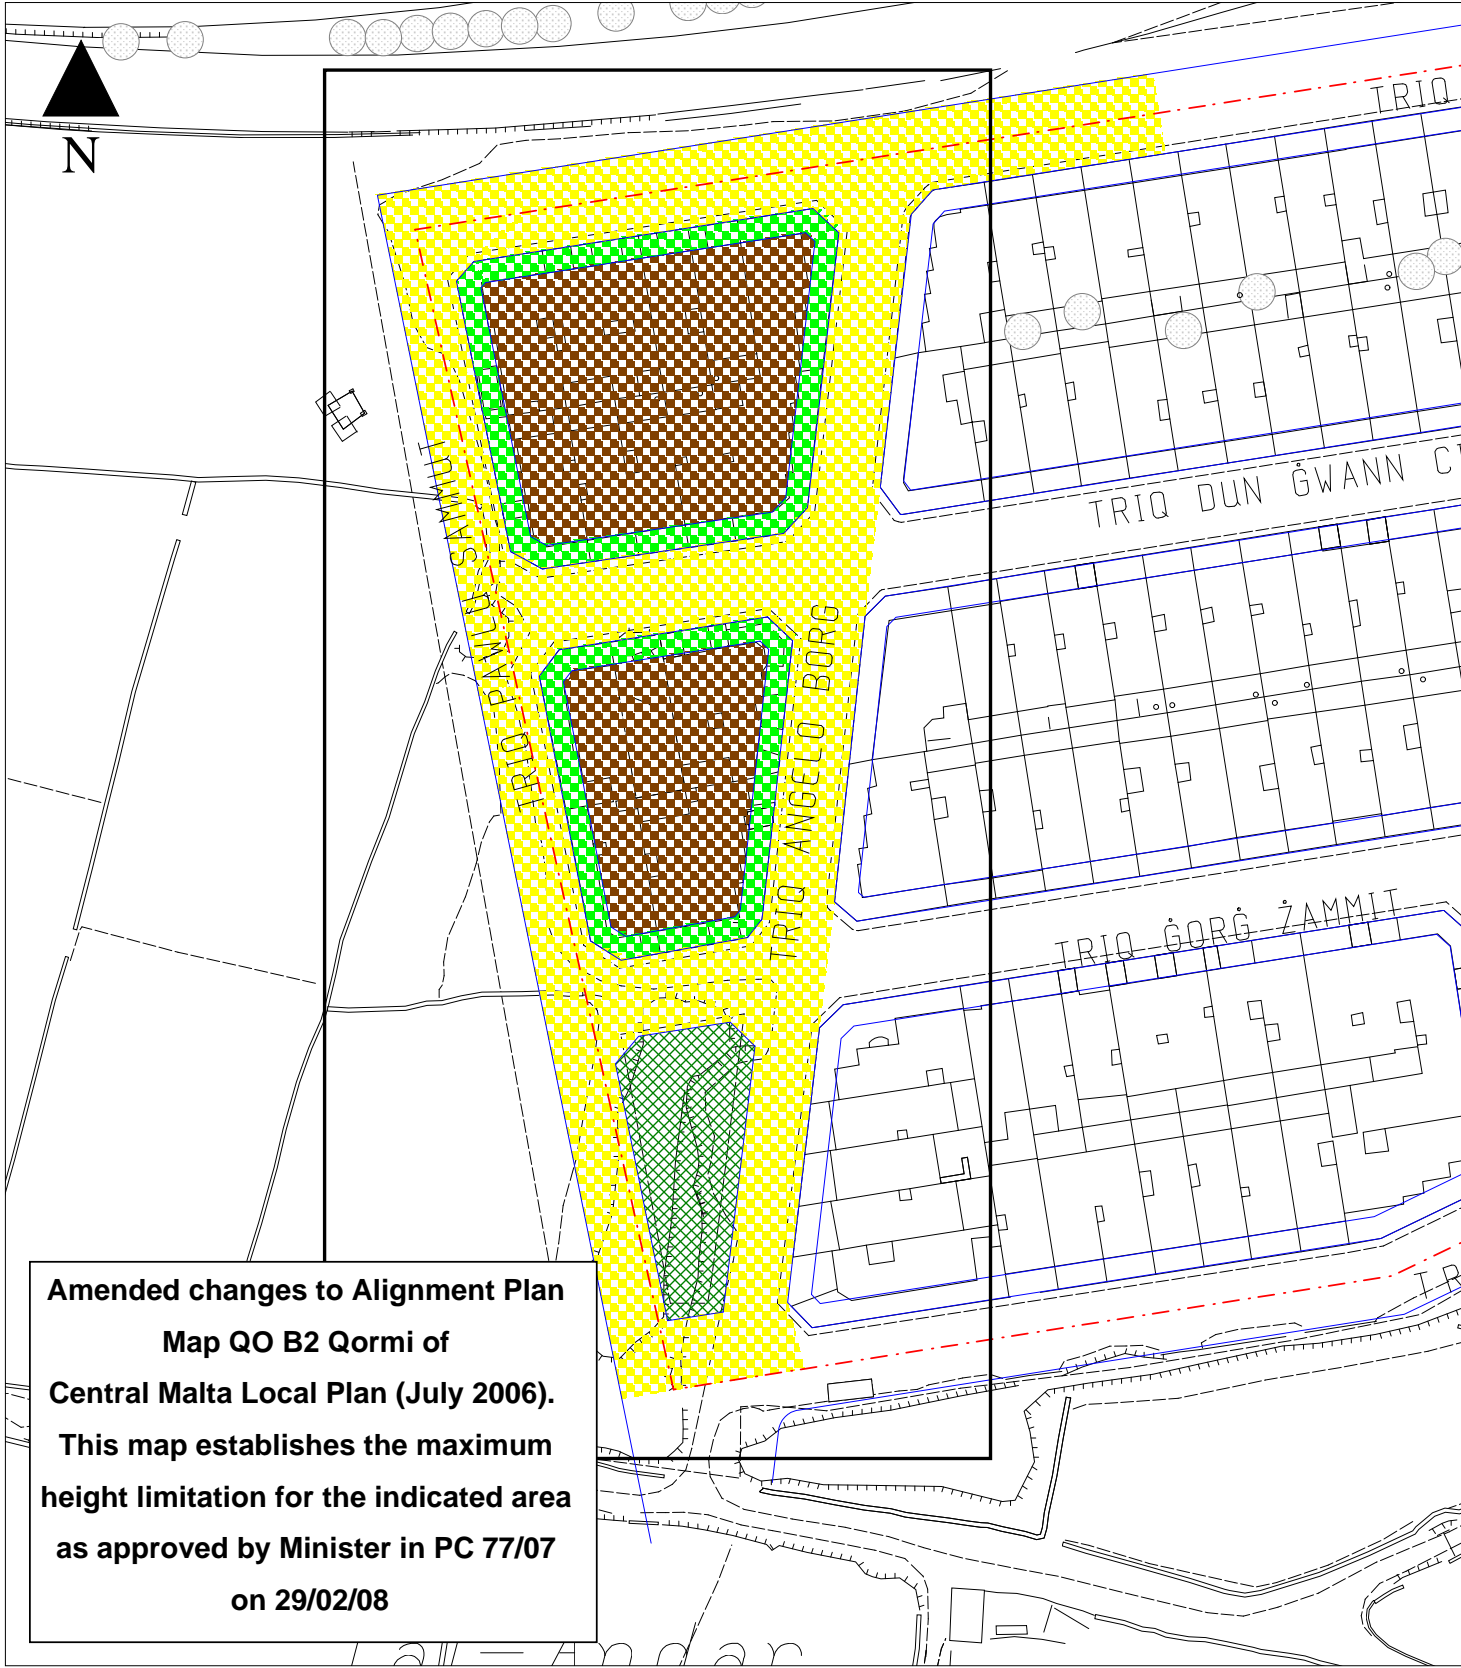 N
TRIQ
TRIQ DUN ĠWANN
TRIQ PAWLU SAMMUT
TRIQ ANGELO BORG
TRIQ ĠORĠ ŻAMMIT
Amended changes to Alignment Plan
Map QO B2 Qormi of
Central Malta Local Plan (July 2006).
This map establishes the maximum
height limitation for the indicated area
as approved by Minister in PC 77/07
on 29/02/08